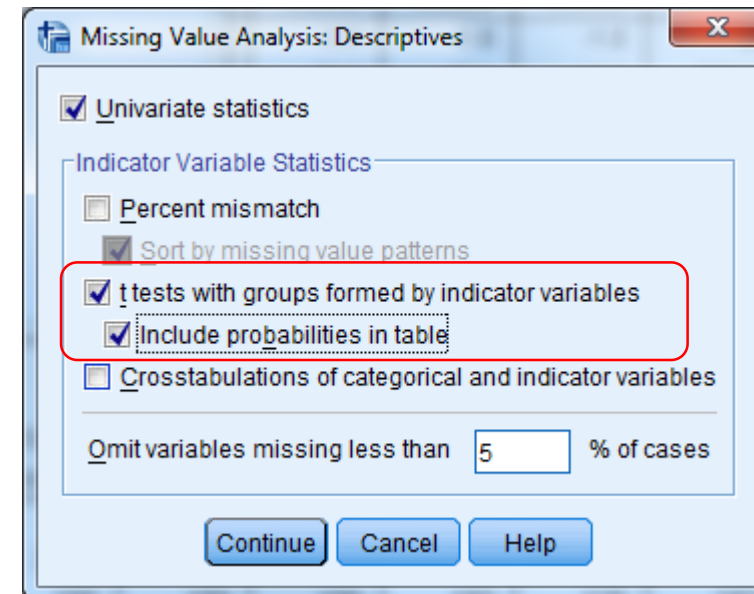 Missing Value Analysis: Descriptives
Univariate statistics
Indicator Variable Statistics
Percent mismatch
Sort by missing value patterns
t tests with groups formed by indicator variables
Include probabilities in table
Crosstabulations of categorical and indicator variables
Omit variables missing less than 5 % of cases
Continue Cancel Help